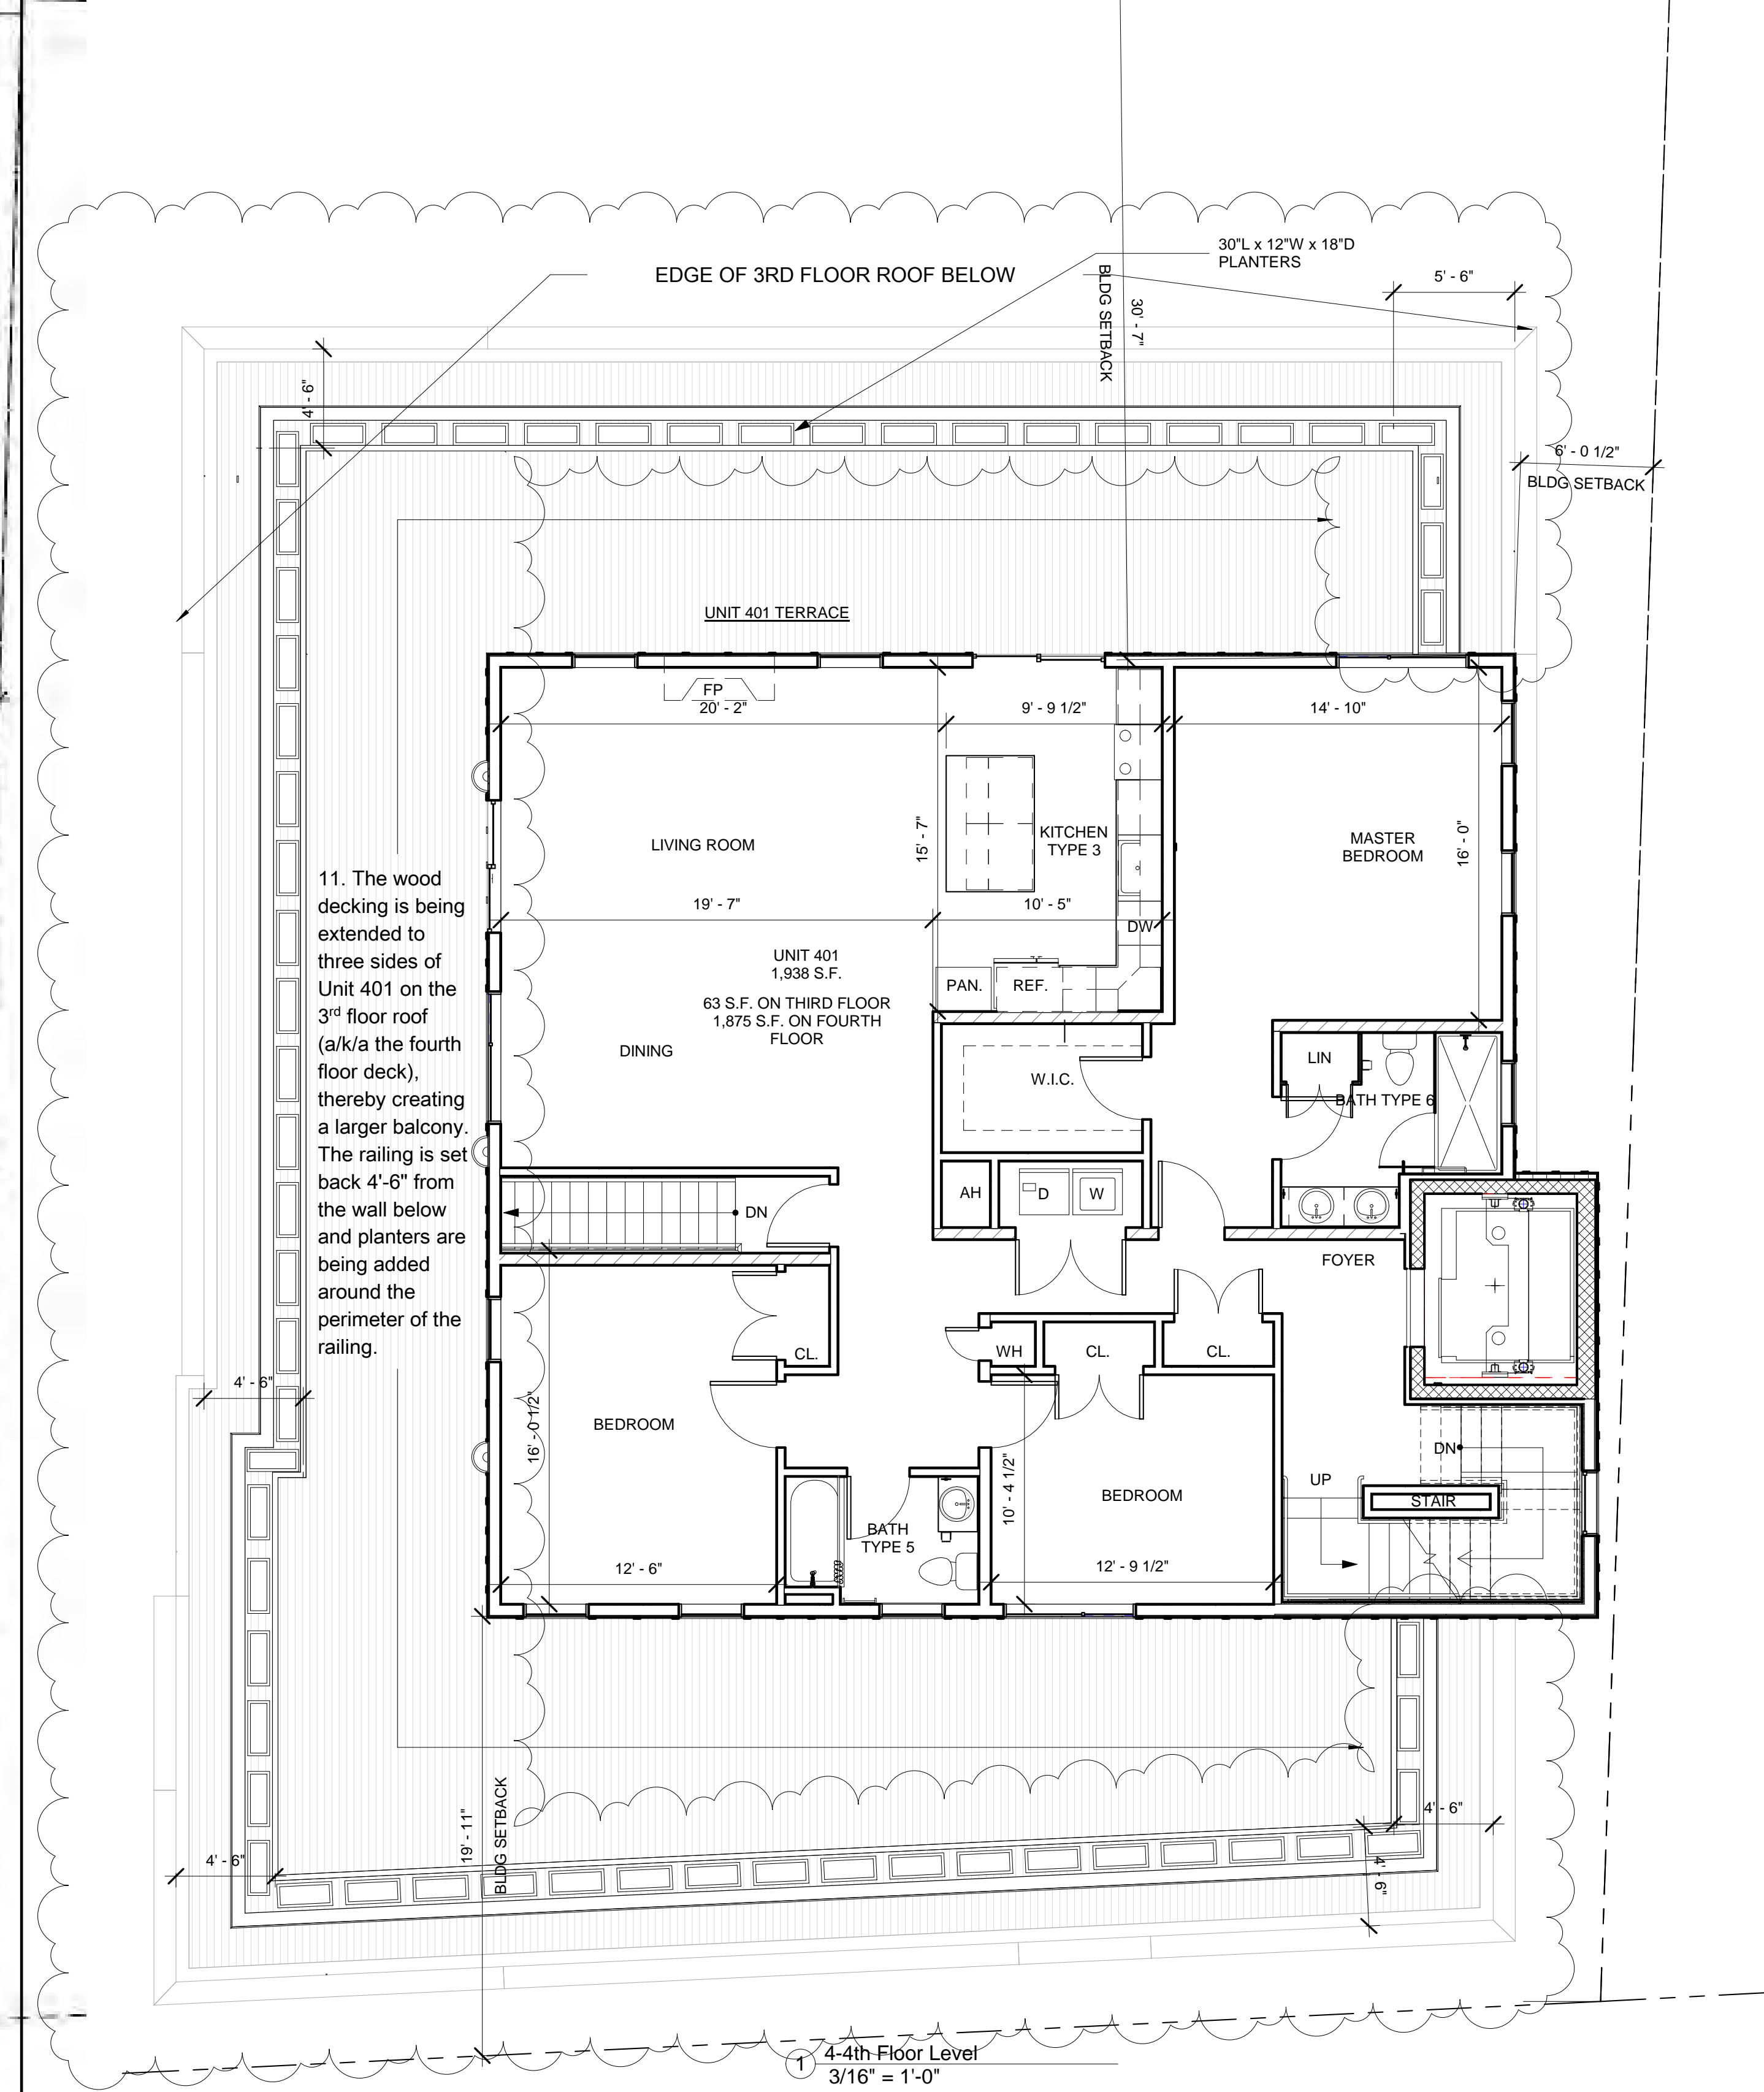 30"L x 12"W x 18"D
PLANTERS
EDGE OF 3RD FLOOR ROOF BELOW
BLDG SETBACK
30' - 7"
5' - 6"
4' - 6"
6' - 0 1/2"
BLDG SETBACK
UNIT 401 TERRACE
FP
20' - 2"
9' - 9 1/2"
14' - 10"
LIVING ROOM
15' - 7"
KITCHEN
TYPE 3
MASTER
BEDROOM
16' - 0"
19' - 7"
10' - 5"
DW
UNIT 401
1,938 S.F.
63 S.F. ON THIRD FLOOR
1,875 S.F. ON FOURTH
FLOOR
PAN.
REF.
DINING
W.I.C.
LIN
BATH TYPE 6
11. The wood
decking is being
extended to
three sides of
Unit 401 on the
3rd floor roof
(a/k/a the fourth
floor deck),
thereby creating
a larger balcony.
The railing is set
back 4'-6" from
the wall below
and planters are
being added
around the
perimeter of the
railing.
AH
D
W
DN
FOYER
CL.
WH
CL.
CL.
4' - 6"
16' - 0 1/2"
BEDROOM
10' - 4 1/2"
BEDROOM
DN
UP
STAIR
BATH
TYPE 5
12' - 6"
12' - 9 1/2"
19' - 11"
BLDG SETBACK
4' - 6"
4' - 6"
4' - 6"
1
4-4th Floor Level
3/16" = 1'-0"